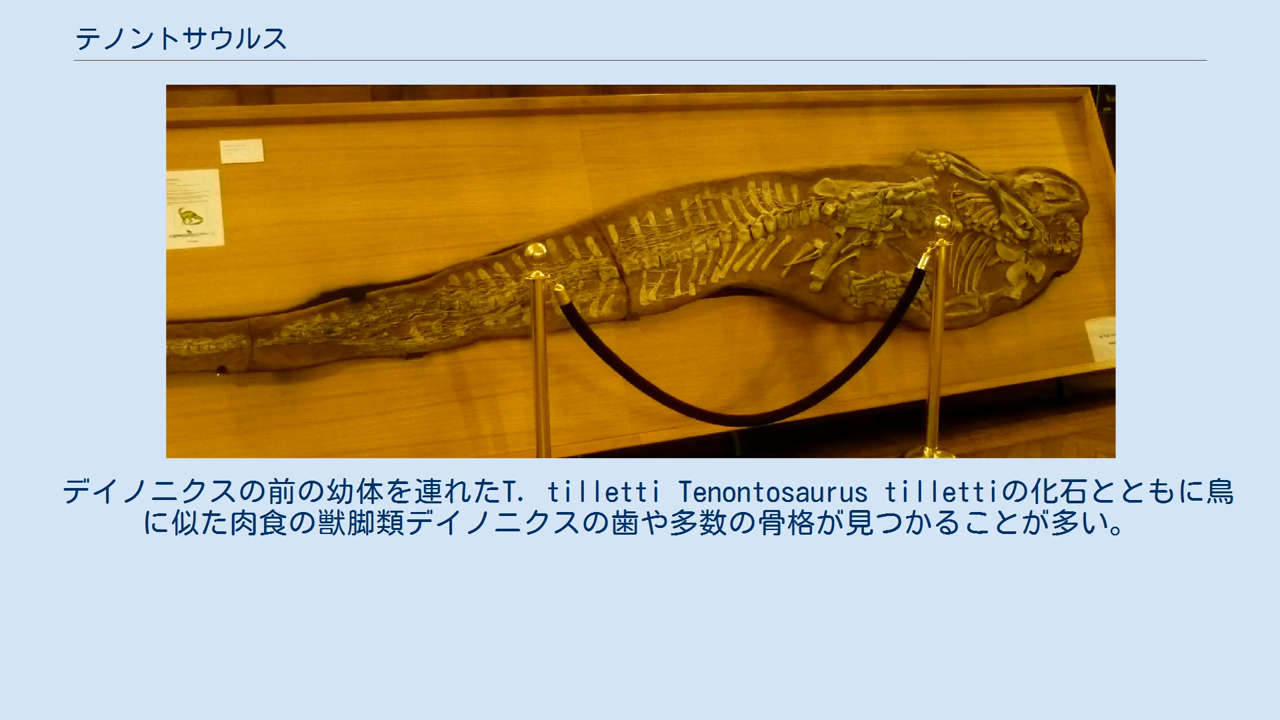 テノントサウルス
デイノニクスの前の幼体を連れたT. tilletti Tenontosaurus tillettiの化石とともに鳥
に似た肉食の獣脚類デイノニクスの歯や多数の骨格が見つかることが多い。